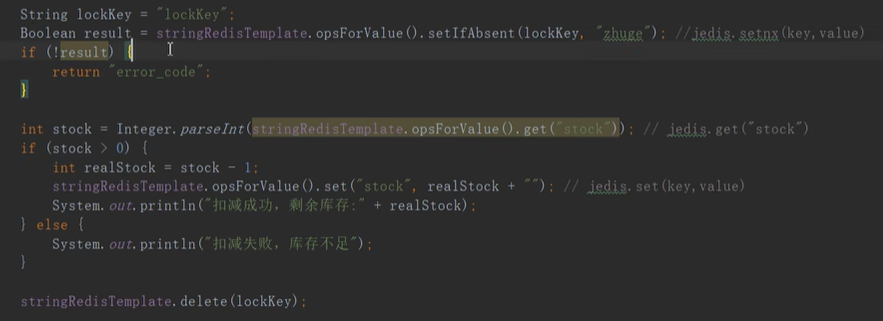 String lockKey = "lockKey";
Boolean result = stringRedisTemplate.opsForValue().setIfAbsent(lockKey, "zhuge"); //jedis.setnx(key,value)
if (!result) {
    return "error_code";
}
int stock = Integer.parseInt(stringRedisTemplate.opsForValue().get("stock")); // jedis.get("stock")
if (stock > 0) {
    int realStock = stock - 1;
    stringRedisTemplate.opsForValue().set("stock", realStock + ""); // jedis.set(key,value)
    System.out.println("扣减成功，剩余库存:" + realStock);
} else {
    System.out.println("扣减失败，库存不足");
}
stringRedisTemplate.delete(lockKey);